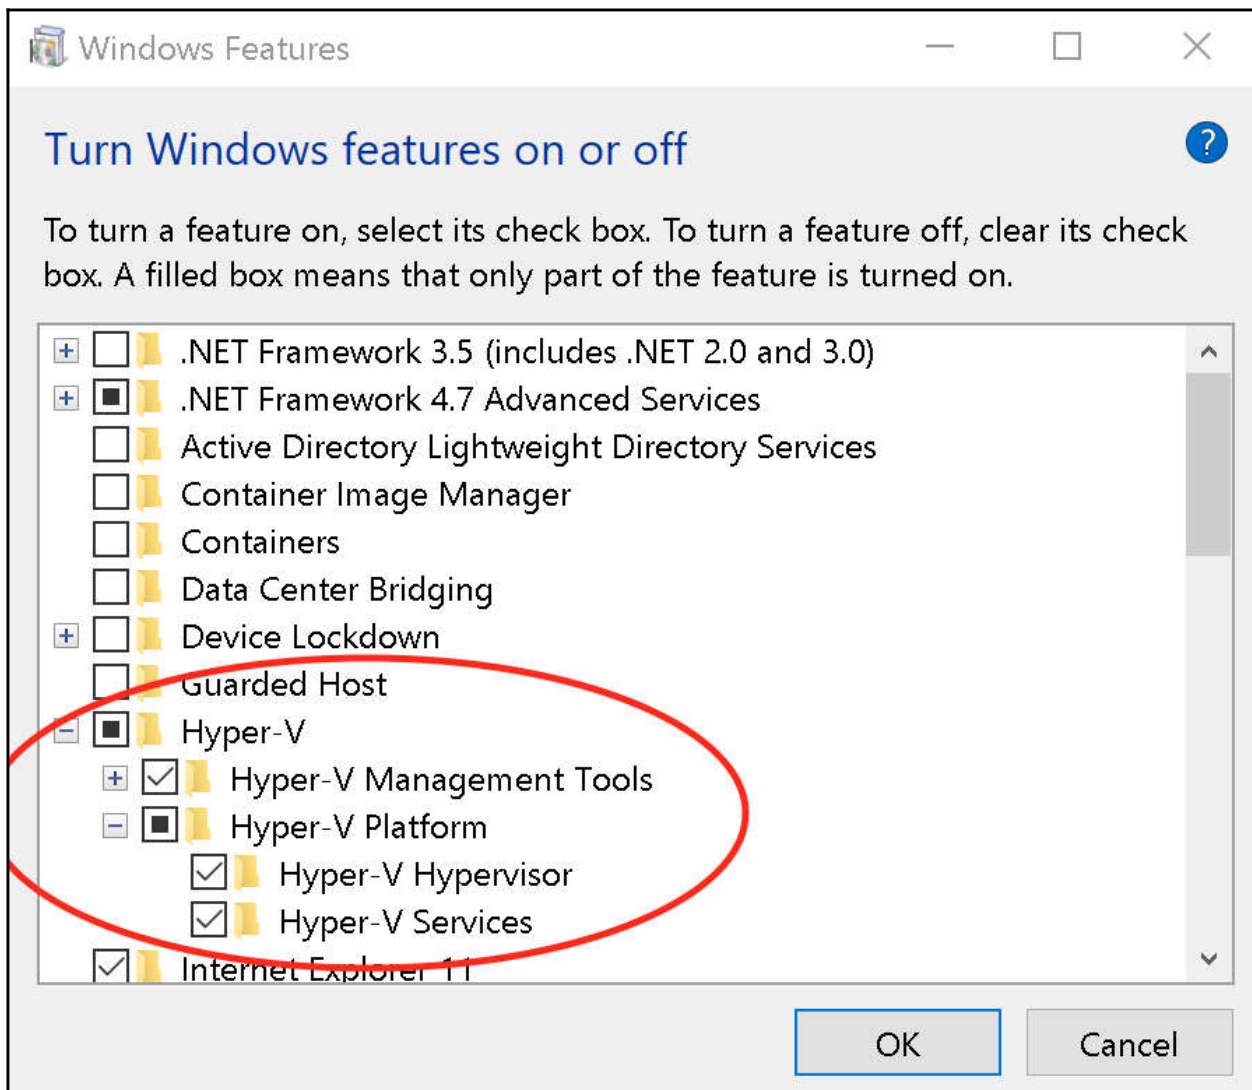 Windows Features
Turn Windows features on or off
?
To turn a feature on, select its check box. To turn a feature off, clear its check
box. A filled box means that only part of the feature is turned on.
.NET Framework 3.5 (includes .NET 2.0 and 3.0)
.NET Framework 4.7 Advanced Services
Active Directory Lightweight Directory Services
Container Image Manager
Containers
Data Center Bridging
Device Lockdown
Guarded Host
Hyper-V
Hyper-V Management Tools
Hyper-V Platform
Hyper-V Hypervisor
Hyper-V Services
Internet Explorer 11
OK Cancel